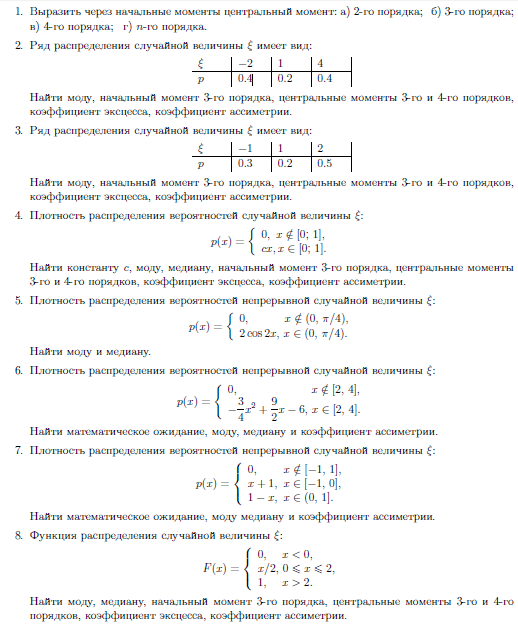 1. Выразить через начальные моменты центральный момент: а) 2-го порядка; б) 3-го порядка;
в) 4-го порядка; г) n-го порядка.
2. Ряд распределения случайной величины ξ имеет вид:
ξ −2 1 4
p 0.4 0.2 0.4
Найти моду, начальный момент 3-го порядка, центральные моменты 3-го и 4-го порядков,
коэффициент эксцесса, коэффициент ассиметрии.
3. Ряд распределения случайной величины ξ имеет вид:
ξ −1 1 2
p 0.3 0.2 0.5
Найти моду, начальный момент 3-го порядка, центральные моменты 3-го и 4-го порядков,
коэффициент эксцесса, коэффициент ассиметрии.
4. Плотность распределения вероятностей случайной величины ξ:
p(x) = { 0, x ∉ [0; 1],
cx, x ∈ [0; 1].
Найти константу c, моду, медиану, начальный момент 3-го порядка, центральные моменты
3-го и 4-го порядков, коэффициент эксцесса, коэффициент ассиметрии.
5. Плотность распределения вероятностей непрерывной случайной величины ξ:
p(x) = { 0, x ∉ (0, π/4),
2 cos 2x, x ∈ (0, π/4).
Найти моду и медиану.
6. Плотность распределения вероятностей непрерывной случайной величины ξ:
p(x) = { 0, x ∉ [2, 4],
−3/4x² + 9/2x − 6, x ∈ [2, 4].
Найти математическое ожидание, моду, медиану и коэффициент ассиметрии.
7. Плотность распределения вероятностей непрерывной случайной величины ξ:
p(x) = { 0, x ∉ [−1, 1],
x + 1, x ∈ [−1, 0],
1 − x, x ∈ (0, 1].
Найти математическое ожидание, моду медиану и коэффициент ассиметрии.
8. Функция распределения случайной величины ξ:
F(x) = { 0, x < 0,
x/2, 0 ⩽ x ⩽ 2,
1, x > 2.
Найти моду, медиану, начальный момент 3-го порядка, центральные моменты 3-го и 4-го
порядков, коэффициент эксцесса, коэффициент ассиметрии.